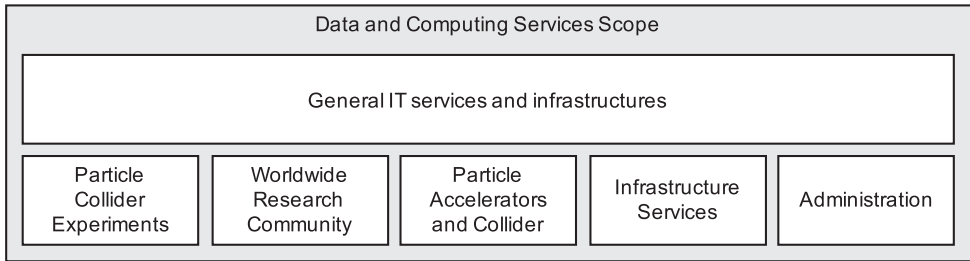 Data and Computing Services Scope
General IT services and infrastructures
Particle
Collider
Experiments
Worldwide
Research
Community
Particle
Accelerators
and Collider
Infrastructure
Services
Administration